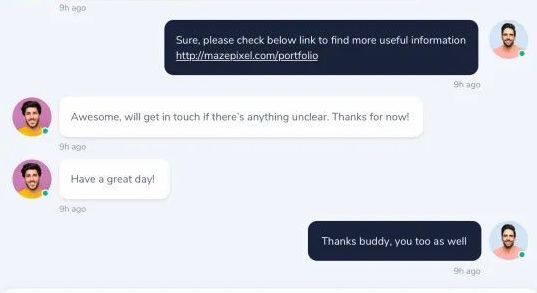 9h ago
Sure, please check below link to find more useful information
http://mazepixel.com/portfolio
9h ago
Awesome, will get in touch if there's anything unclear. Thanks for now!
9h ago
Have a great day!
9h ago
Thanks buddy, you too as well
9h ago